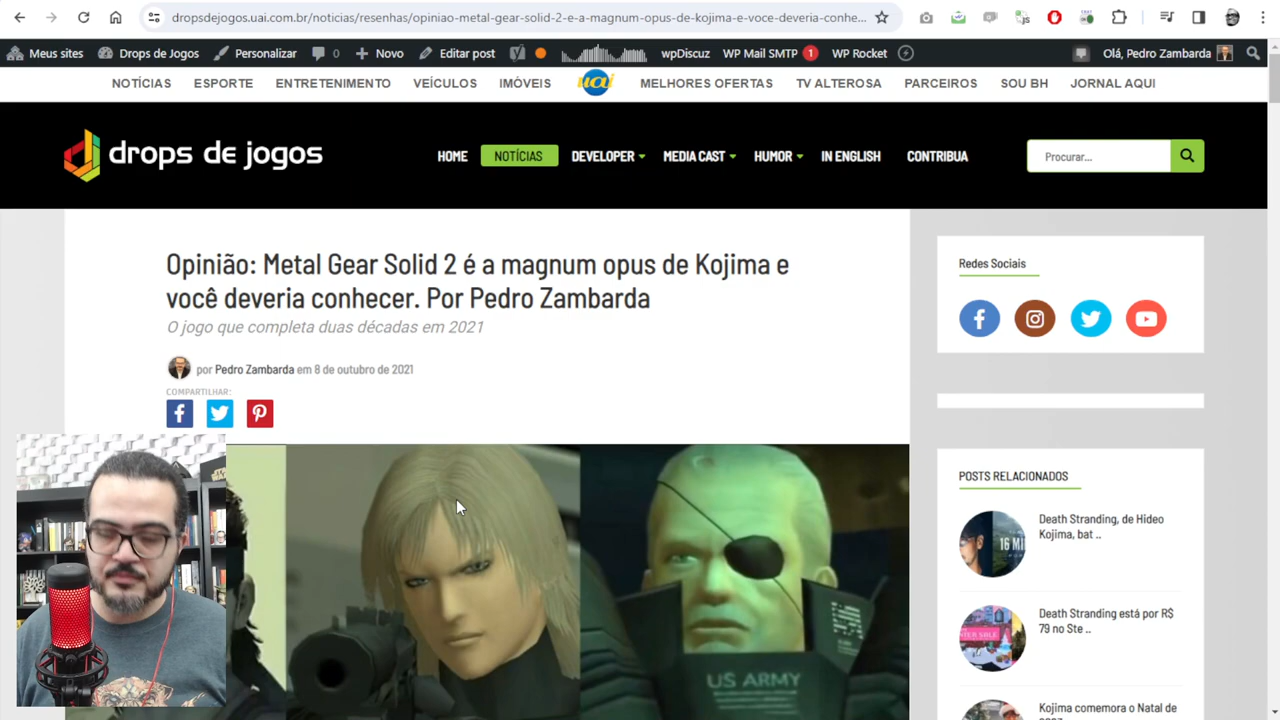 dropsdejogos.uai.com.br/noticias/resenhas/opiniao-metal-gear-solid-2-e-a-magnum-opus-de-kojima-e-voce-deveria-conhe...
Meus sites Drops de Jogos Personalizar 0 Novo Editar post wpDiscuz WP Mail SMTP 1 WP Rocket Olá, Pedro Zambarda
NOTÍCIAS ESPORTE ENTRETENIMENTO VEÍCULOS IMÓVEIS uai MELHORES OFERTAS TV ALTEROSA PARCEIROS SOU BH JORNAL AQUI
drops de jogos HOME NOTÍCIAS DEVELOPER MEDIA CAST HUMOR IN ENGLISH CONTRIBUA Procurar...
Opinião: Metal Gear Solid 2 é a magnum opus de Kojima e
você deveria conhecer. Por Pedro Zambarda
O jogo que completa duas décadas em 2021
por Pedro Zambarda em 8 de outubro de 2021
COMPARTILHAR:
US ARMY
Redes Sociais
POSTS RELACIONADOS
Death Stranding, de Hideo
Kojima, bat ..
16 MI
Death Stranding está por R$
79 no Ste ..
Kojima comemora o Natal de